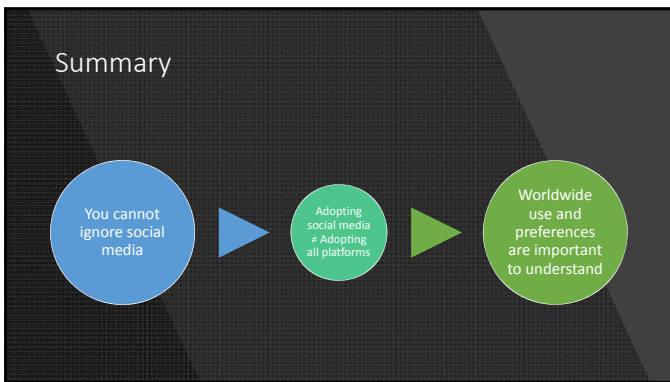 Summary
You cannot
ignore social
media
Adopting
social media
≠ Adopting
all platforms
Worldwide
use and
preferences
are important
to understand